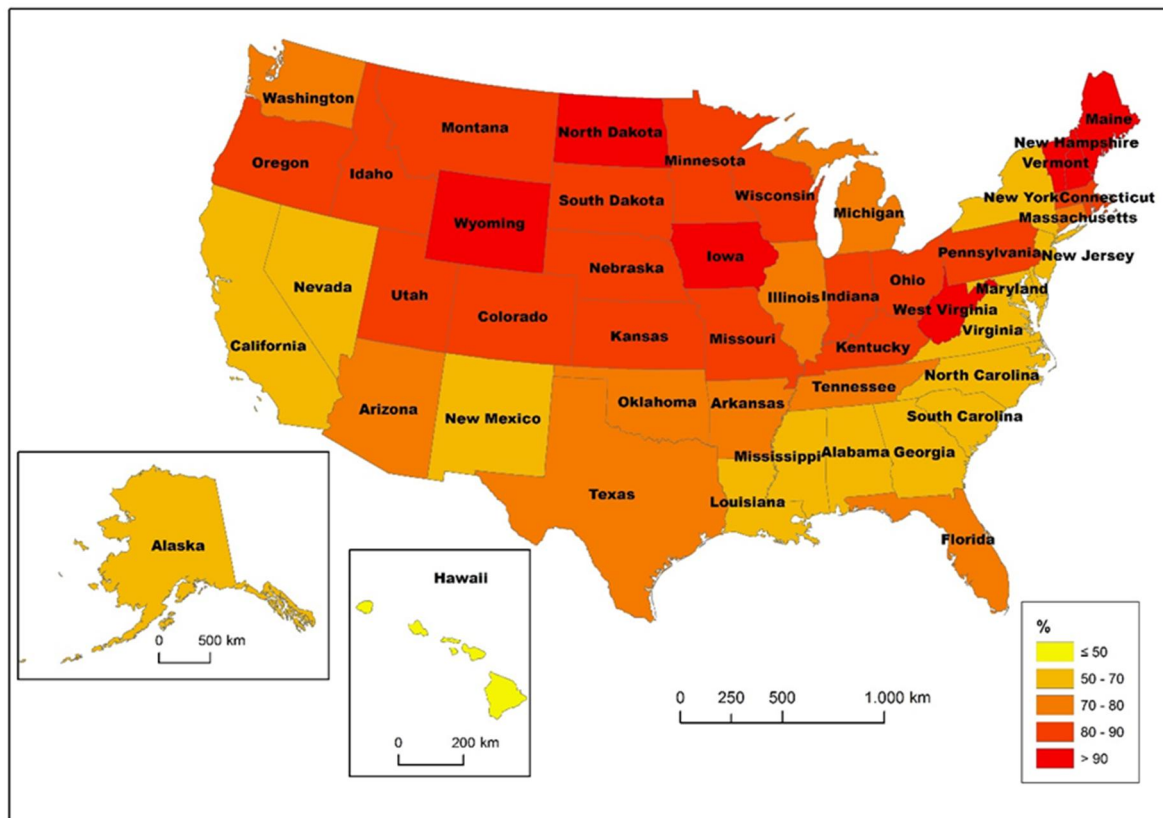 Maine
Washington
Montana
North Dakota
New Hampshire
Minnesota
Vermont
Oregon
Idaho
Wisconsin
South Dakota
New York
Connecticut
Michigan
Massachusetts
Wyoming
Pennsylvania
New Jersey
Iowa
Nebraska
Ohio
Nevada
Maryland
Utah
Illinois
Indiana
West Virginia
Colorado
Virginia
Kansas
Missouri
California
Kentucky
North Carolina
Tennessee
Oklahoma
Arkansas
Arizona
New Mexico
South Carolina
Mississippi
Alabama
Georgia
Texas
Louisiana
Florida
Alaska
0 500 km
Hawaii
0 200 km
0 250 500 1.000 km
%
≤ 50
50 - 70
70 - 80
80 - 90
> 90